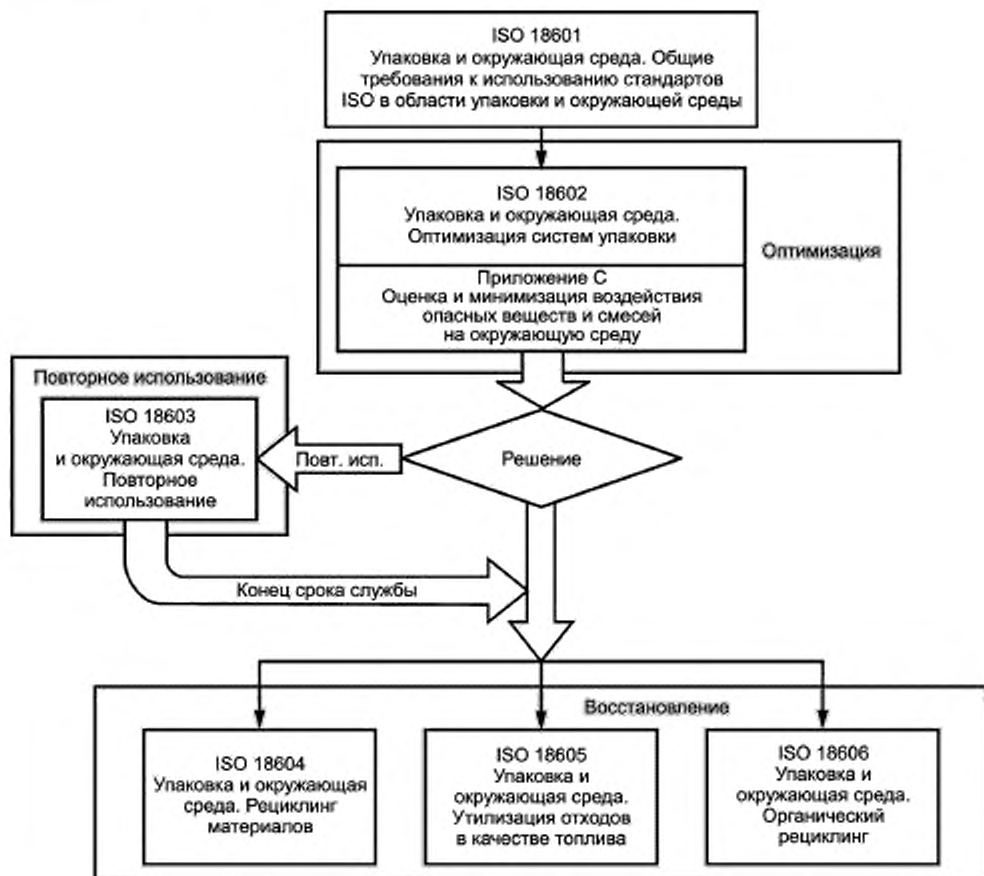 ISO 18601
Упаковка и окружающая среда. Общие
требования к использованию стандартов
ISO в области упаковки и окружающей среды
ISO 18602
Упаковка и окружающая среда.
Оптимизация систем упаковки
Оптимизация
Приложение С
Оценка и минимизация воздействия
опасных веществ и смесей
на окружающую среду
Повторное использование
ISO 18603
Упаковка
и окружающая среда.
Повторное
использование
Повт. исп.
Решение
Конец срока службы
Восстановление
ISO 18604
Упаковка и окружающая
среда. Рециклинг
материалов
ISO 18605
Упаковка и
окружающая среда.
Утилизация отходов
в качестве топлива
ISO 18606
Упаковка и
окружающая среда.
Органический
рециклинг